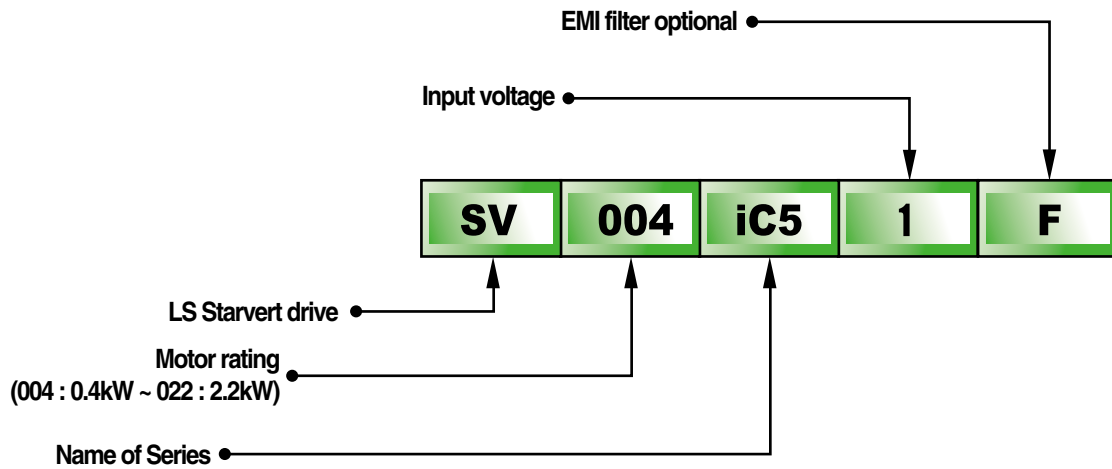 EMI filter optional
Input voltage
SV 004 iC5 1 F
LS Starvert drive
Motor rating
(004 : 0.4kW ~ 022 : 2.2kW)
Name of Series